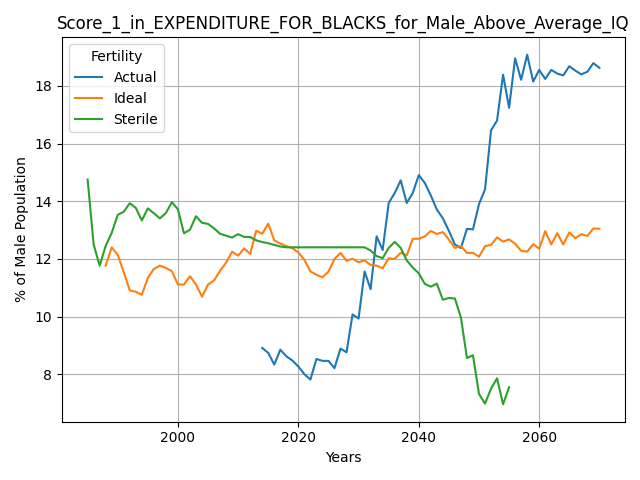 Score_1_in_EXPENDITURE_FOR_BLACKS_for_Male_Above_Average_IQ
Fertility
Actual
Ideal
Sterile
% of Male Population
18
16
14
12
10
8
2000 2020 2040 2060
Years